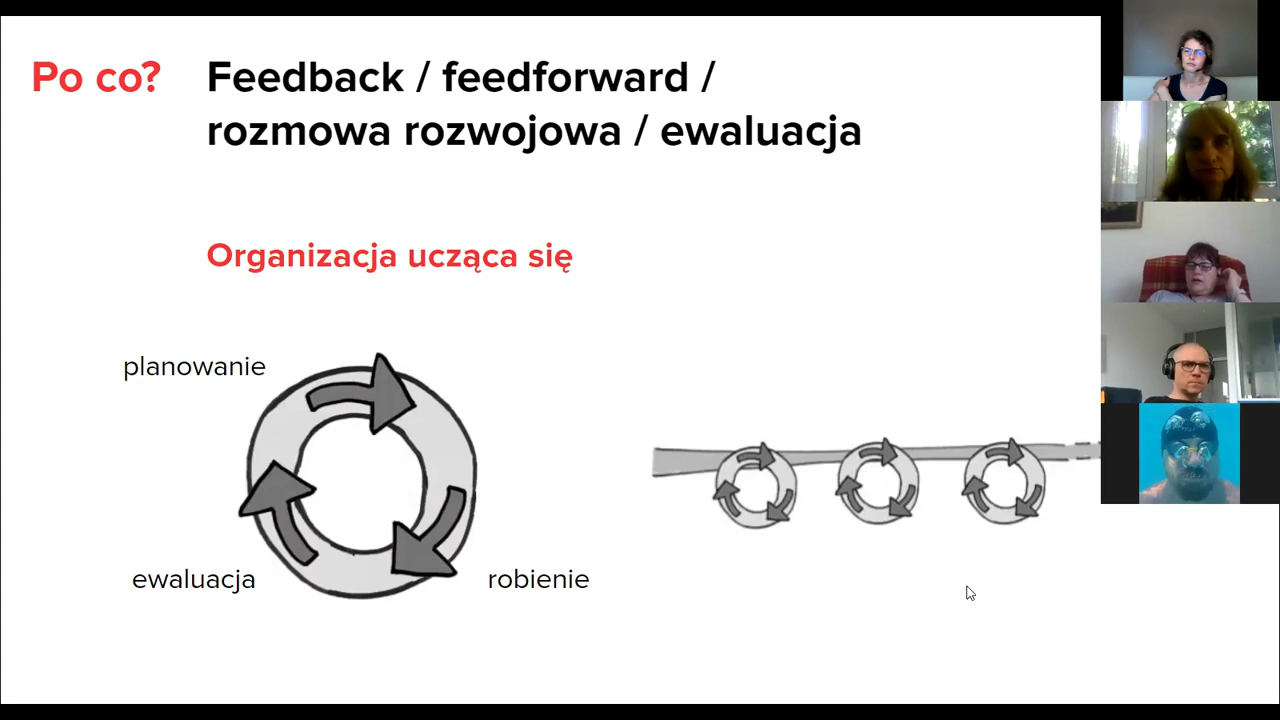 Po co?
Feedback / feedforward /
rozmowa rozwojowa / ewaluacja
Organizacja ucząca się
planowanie
ewaluacja
robienie